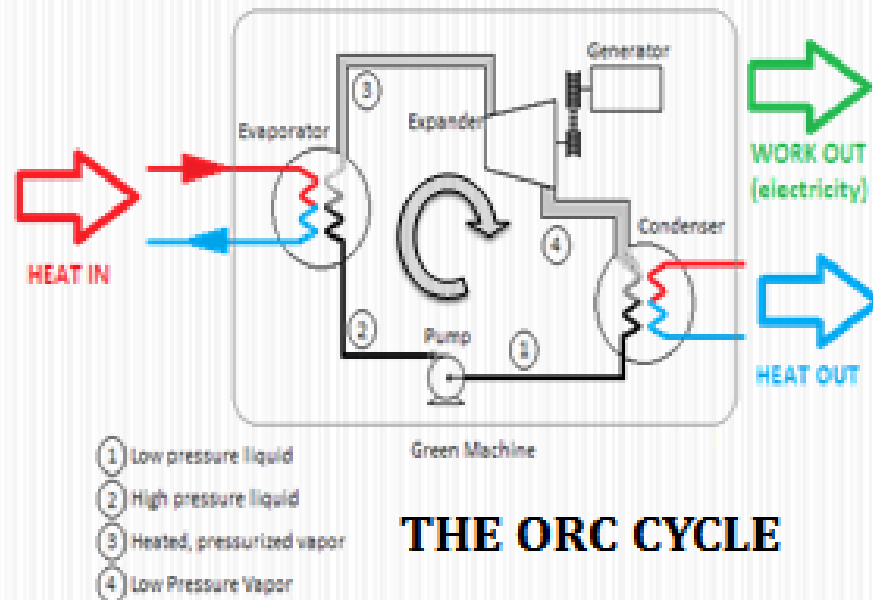 Generator
3
Expander
Evaporator
WORK OUT
(electricity)
Condenser
4
HEAT IN
2
Pump
1
HEAT OUT
Green Machine
1 Low pressure liquid
2 High pressure liquid
3 Heated, pressurized vapor
4 Low Pressure Vapor
THE ORC CYCLE